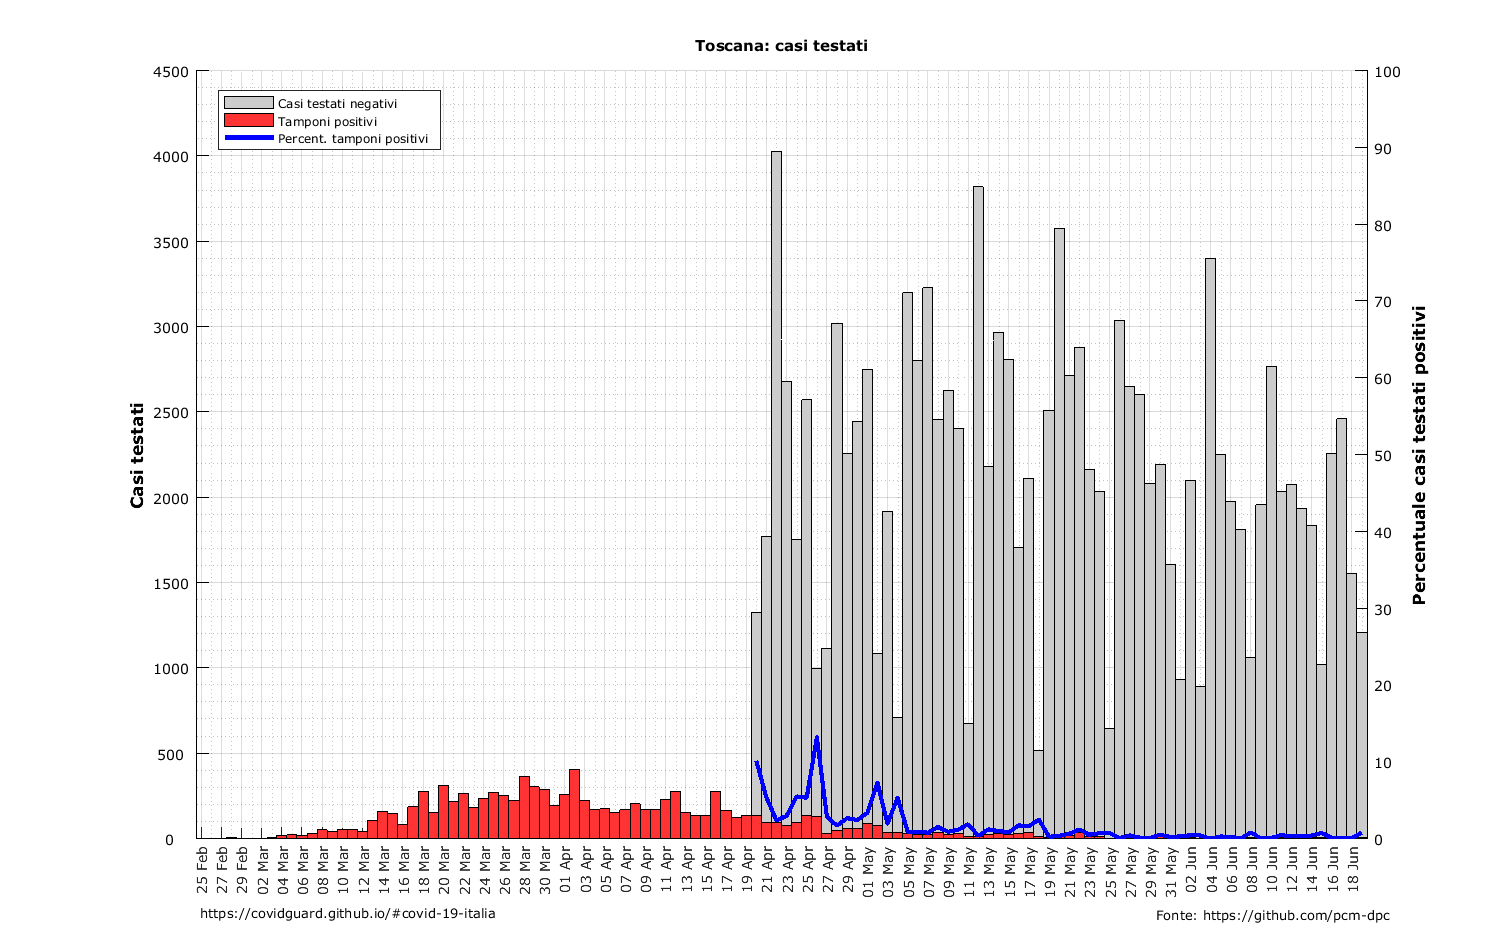 Toscana: casi testati
Casi testati negativi
Tamponi positivi
Percent. tamponi positivi
Casi testati
4500
4000
3500
3000
2500
2000
1500
1000
500
0
Percentuale casi testati positivi
100
90
80
70
60
50
40
30
20
10
0
25 Feb
27 Feb
29 Feb
02 Mar
04 Mar
06 Mar
08 Mar
10 Mar
12 Mar
14 Mar
16 Mar
18 Mar
20 Mar
22 Mar
24 Mar
26 Mar
28 Mar
30 Mar
01 Apr
03 Apr
05 Apr
07 Apr
09 Apr
11 Apr
13 Apr
15 Apr
17 Apr
19 Apr
21 Apr
23 Apr
25 Apr
27 Apr
29 Apr
01 May
03 May
05 May
07 May
09 May
11 May
13 May
15 May
17 May
19 May
21 May
23 May
25 May
27 May
29 May
31 May
02 Jun
04 Jun
06 Jun
08 Jun
10 Jun
12 Jun
14 Jun
16 Jun
18 Jun
https://covidguard.github.io/#covid-19-italia
Fonte: https://github.com/pcm-dpc